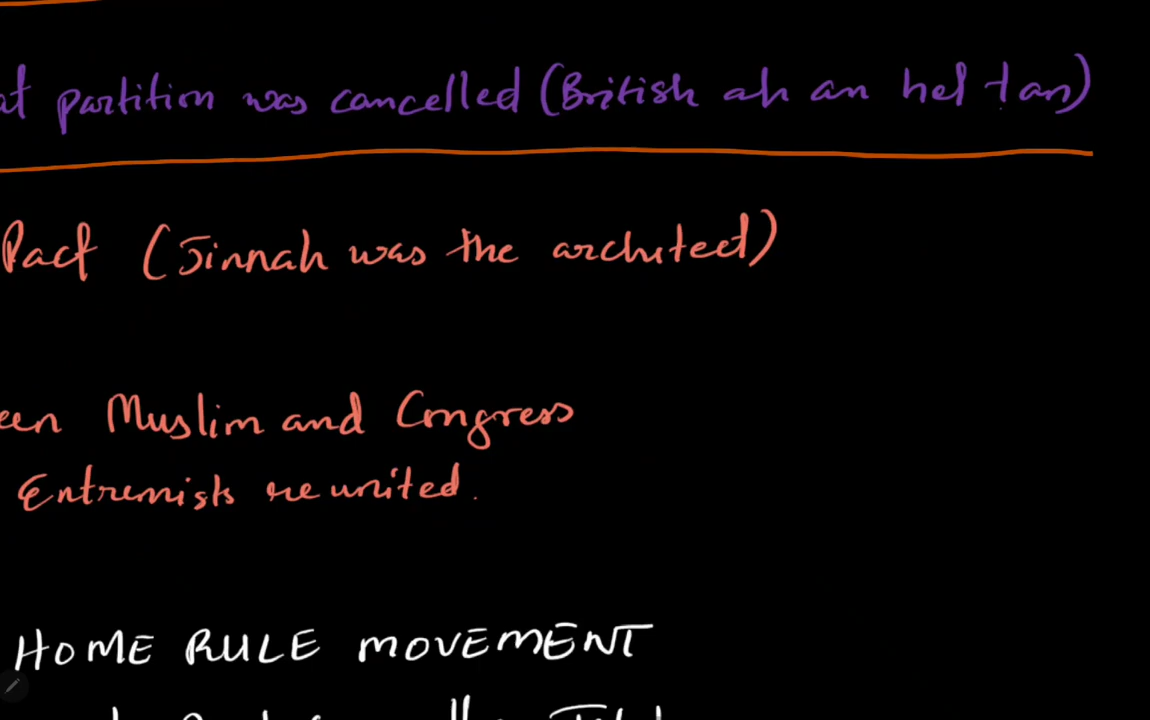 at partition was cancelled (British ah an hel tan)
Pact (Jinnah was the architect)
een Muslim and Congress
Extremists reunited.
HOME RULE MOVEMENT